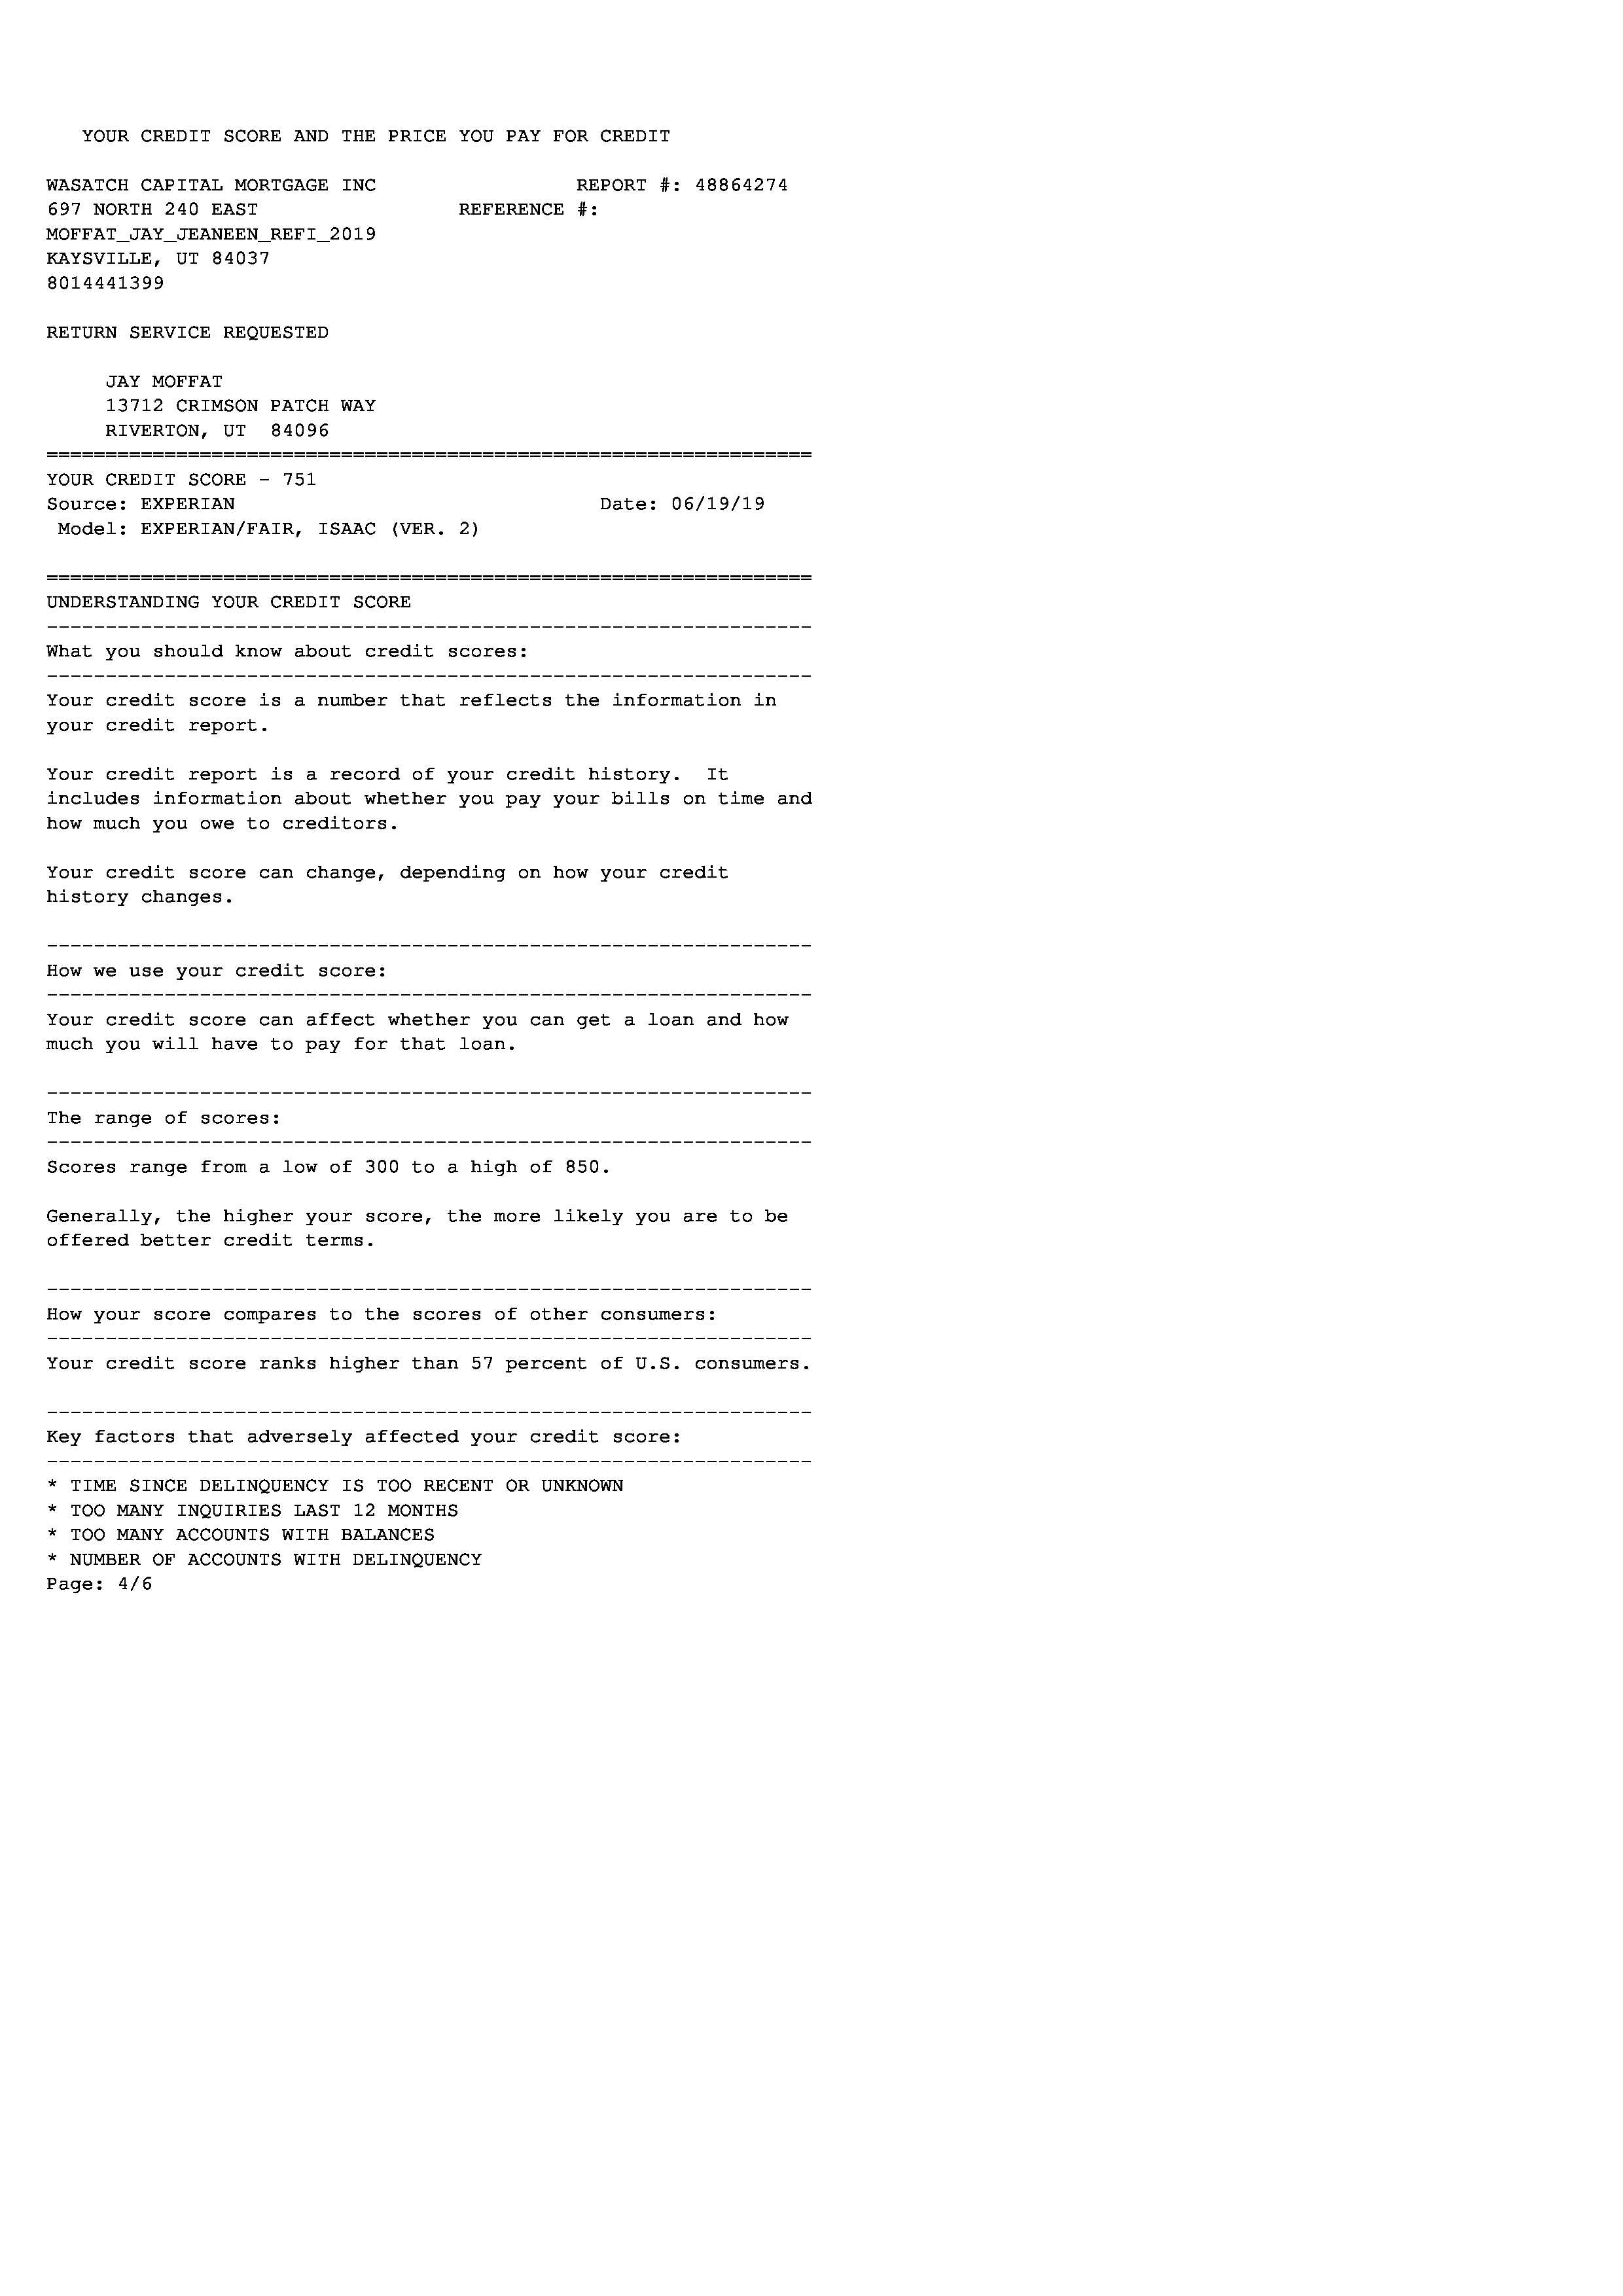 YOUR CREDIT SCORE AND THE PRICE YOU PAY FOR CREDIT
WASATCH CAPITAL MORTGAGE INC REPORT #: 48864274
697 NORTH 240 EAST REFERENCE #:
MOFFAT_JAY_JEANEEN_REFI_2019
KAYSVILLE, UT 84037
8014441399
RETURN SERVICE REQUESTED
JAY MOFFAT
13712 CRIMSON PATCH WAY
RIVERTON, UT 84096
=================================================================
YOUR CREDIT SCORE - 751
Source: EXPERIAN Date: 06/19/19
Model: EXPERIAN/FAIR, ISAAC (VER. 2)
=================================================================
UNDERSTANDING YOUR CREDIT SCORE
-----------------------------------------------------------------
What you should know about credit scores:
-----------------------------------------------------------------
Your credit score is a number that reflects the information in
your credit report.
Your credit report is a record of your credit history. It
includes information about whether you pay your bills on time and
how much you owe to creditors.
Your credit score can change, depending on how your credit
history changes.
-----------------------------------------------------------------
How we use your credit score:
-----------------------------------------------------------------
Your credit score can affect whether you can get a loan and how
much you will have to pay for that loan.
-----------------------------------------------------------------
The range of scores:
-----------------------------------------------------------------
Scores range from a low of 300 to a high of 850.
Generally, the higher your score, the more likely you are to be
offered better credit terms.
-----------------------------------------------------------------
How your score compares to the scores of other consumers:
-----------------------------------------------------------------
Your credit score ranks higher than 57 percent of U.S. consumers.
-----------------------------------------------------------------
Key factors that adversely affected your credit score:
-----------------------------------------------------------------
* TIME SINCE DELINQUENCY IS TOO RECENT OR UNKNOWN
* TOO MANY INQUIRIES LAST 12 MONTHS
* TOO MANY ACCOUNTS WITH BALANCES
* NUMBER OF ACCOUNTS WITH DELINQUENCY
Page: 4/6